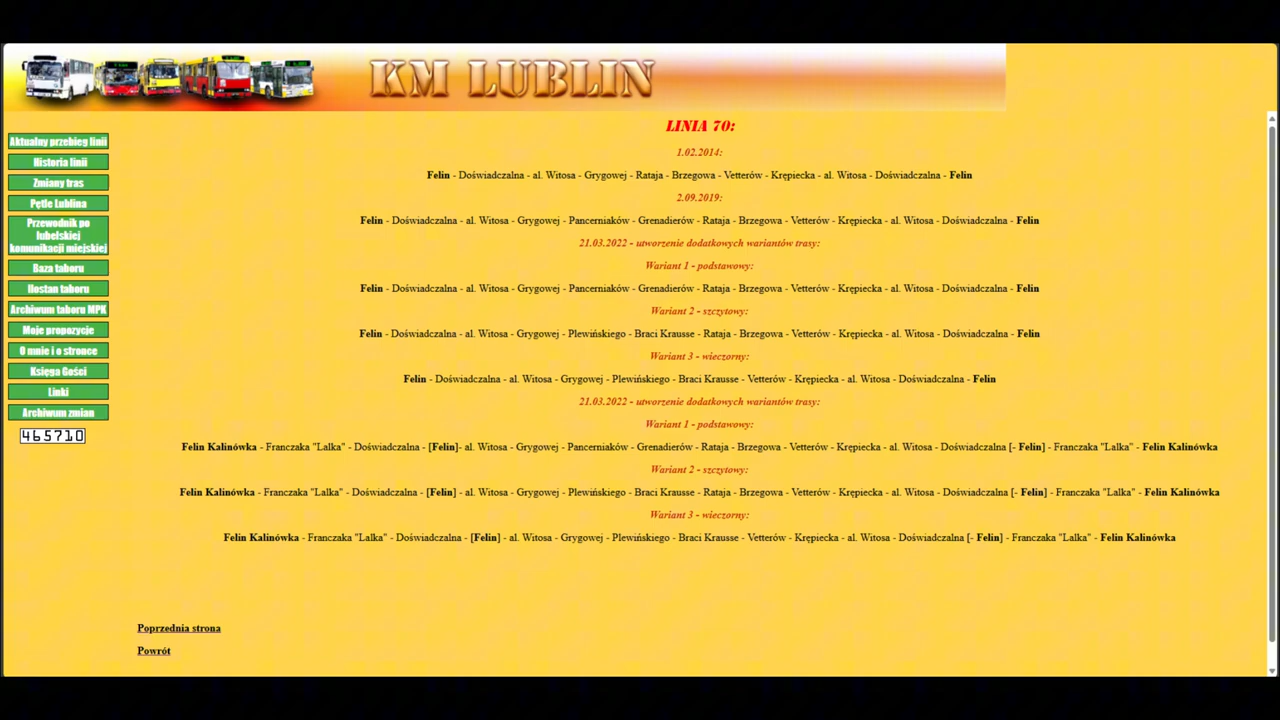 KM LUBLIN
Aktualny przebieg linii
Historia linii
Zmiany tras
Pętle Lublina
Przewodnik po
lubelskiej
komunikacji miejskiej
Baza taboru
Ilostan taboru
Archiwum taboru MPK
Moje propozycje
O mnie i o stronce
Księga Gości
Linki
Archiwum zmian
465710
LINIA 70:
1.02.2014:
Felin - Doświadczalna - al. Witosa - Grygowej - Rataja - Brzegowa - Vetterów - Krępiecka - al. Witosa - Doświadczalna - Felin
2.09.2019:
Felin - Doświadczalna - al. Witosa - Grygowej - Pancerniaków - Grenadierów - Rataja - Brzegowa - Vetterów - Krępiecka - al. Witosa - Doświadczalna - Felin
21.03.2022 - utworzenie dodatkowych wariantów trasy:
Wariant 1 - podstawowy:
Felin - Doświadczalna - al. Witosa - Grygowej - Pancerniaków - Grenadierów - Rataja - Brzegowa - Vetterów - Krępiecka - al. Witosa - Doświadczalna - Felin
Wariant 2 - szczytowy:
Felin - Doświadczalna - al. Witosa - Grygowej - Plewińskiego - Braci Krausse - Rataja - Brzegowa - Vetterów - Krępiecka - al. Witosa - Doświadczalna - Felin
Wariant 3 - wieczorny:
Felin - Doświadczalna - al. Witosa - Grygowej - Plewińskiego - Braci Krausse - Vetterów - Krępiecka - al. Witosa - Doświadczalna - Felin
21.03.2022 - utworzenie dodatkowych wariantów trasy:
Wariant 1 - podstawowy:
Felin Kalinówka - Franczaka "Lalka" - Doświadczalna - [Felin]- al. Witosa - Grygowej - Pancerniaków - Grenadierów - Rataja - Brzegowa - Vetterów - Krępiecka - al. Witosa - Doświadczalna [- Felin] - Franczaka "Lalka" - Felin Kalinówka
Wariant 2 - szczytowy:
Felin Kalinówka - Franczaka "Lalka" - Doświadczalna - [Felin] - al. Witosa - Grygowej - Plewińskiego - Braci Krausse - Rataja - Brzegowa - Vetterów - Krępiecka - al. Witosa - Doświadczalna [- Felin] - Franczaka "Lalka" - Felin Kalinówka
Wariant 3 - wieczorny:
Felin Kalinówka - Franczaka "Lalka" - Doświadczalna - [Felin] - al. Witosa - Grygowej - Plewińskiego - Braci Krausse - Vetterów - Krępiecka - al. Witosa - Doświadczalna [- Felin] - Franczaka "Lalka" - Felin Kalinówka
Poprzednia strona
Powrót